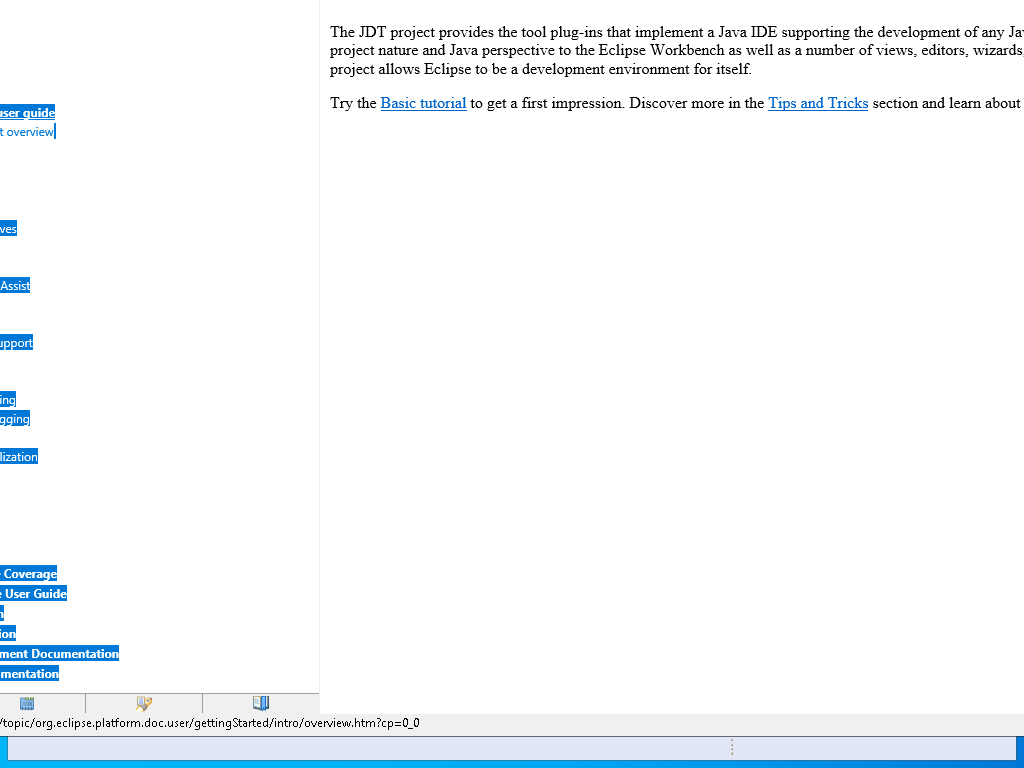 The JDT project provides the tool plug-ins that implement a Java IDE supporting the development of any
project nature and Java perspective to the Eclipse Workbench as well as a number of views, editors, wizards,
project allows Eclipse to be a development environment for itself.
Try the Basic tutorial to get a first impression. Discover more in the Tips and Tricks section and learn about
user guide
t overview
ves
Assist
upport
ing
gging
lization
Coverage
e User Guide
n
ion
ment Documentation
mentation
/topic/org.eclipse.platform.doc.user/gettingStarted/intro/overview.htm?cp=0_0